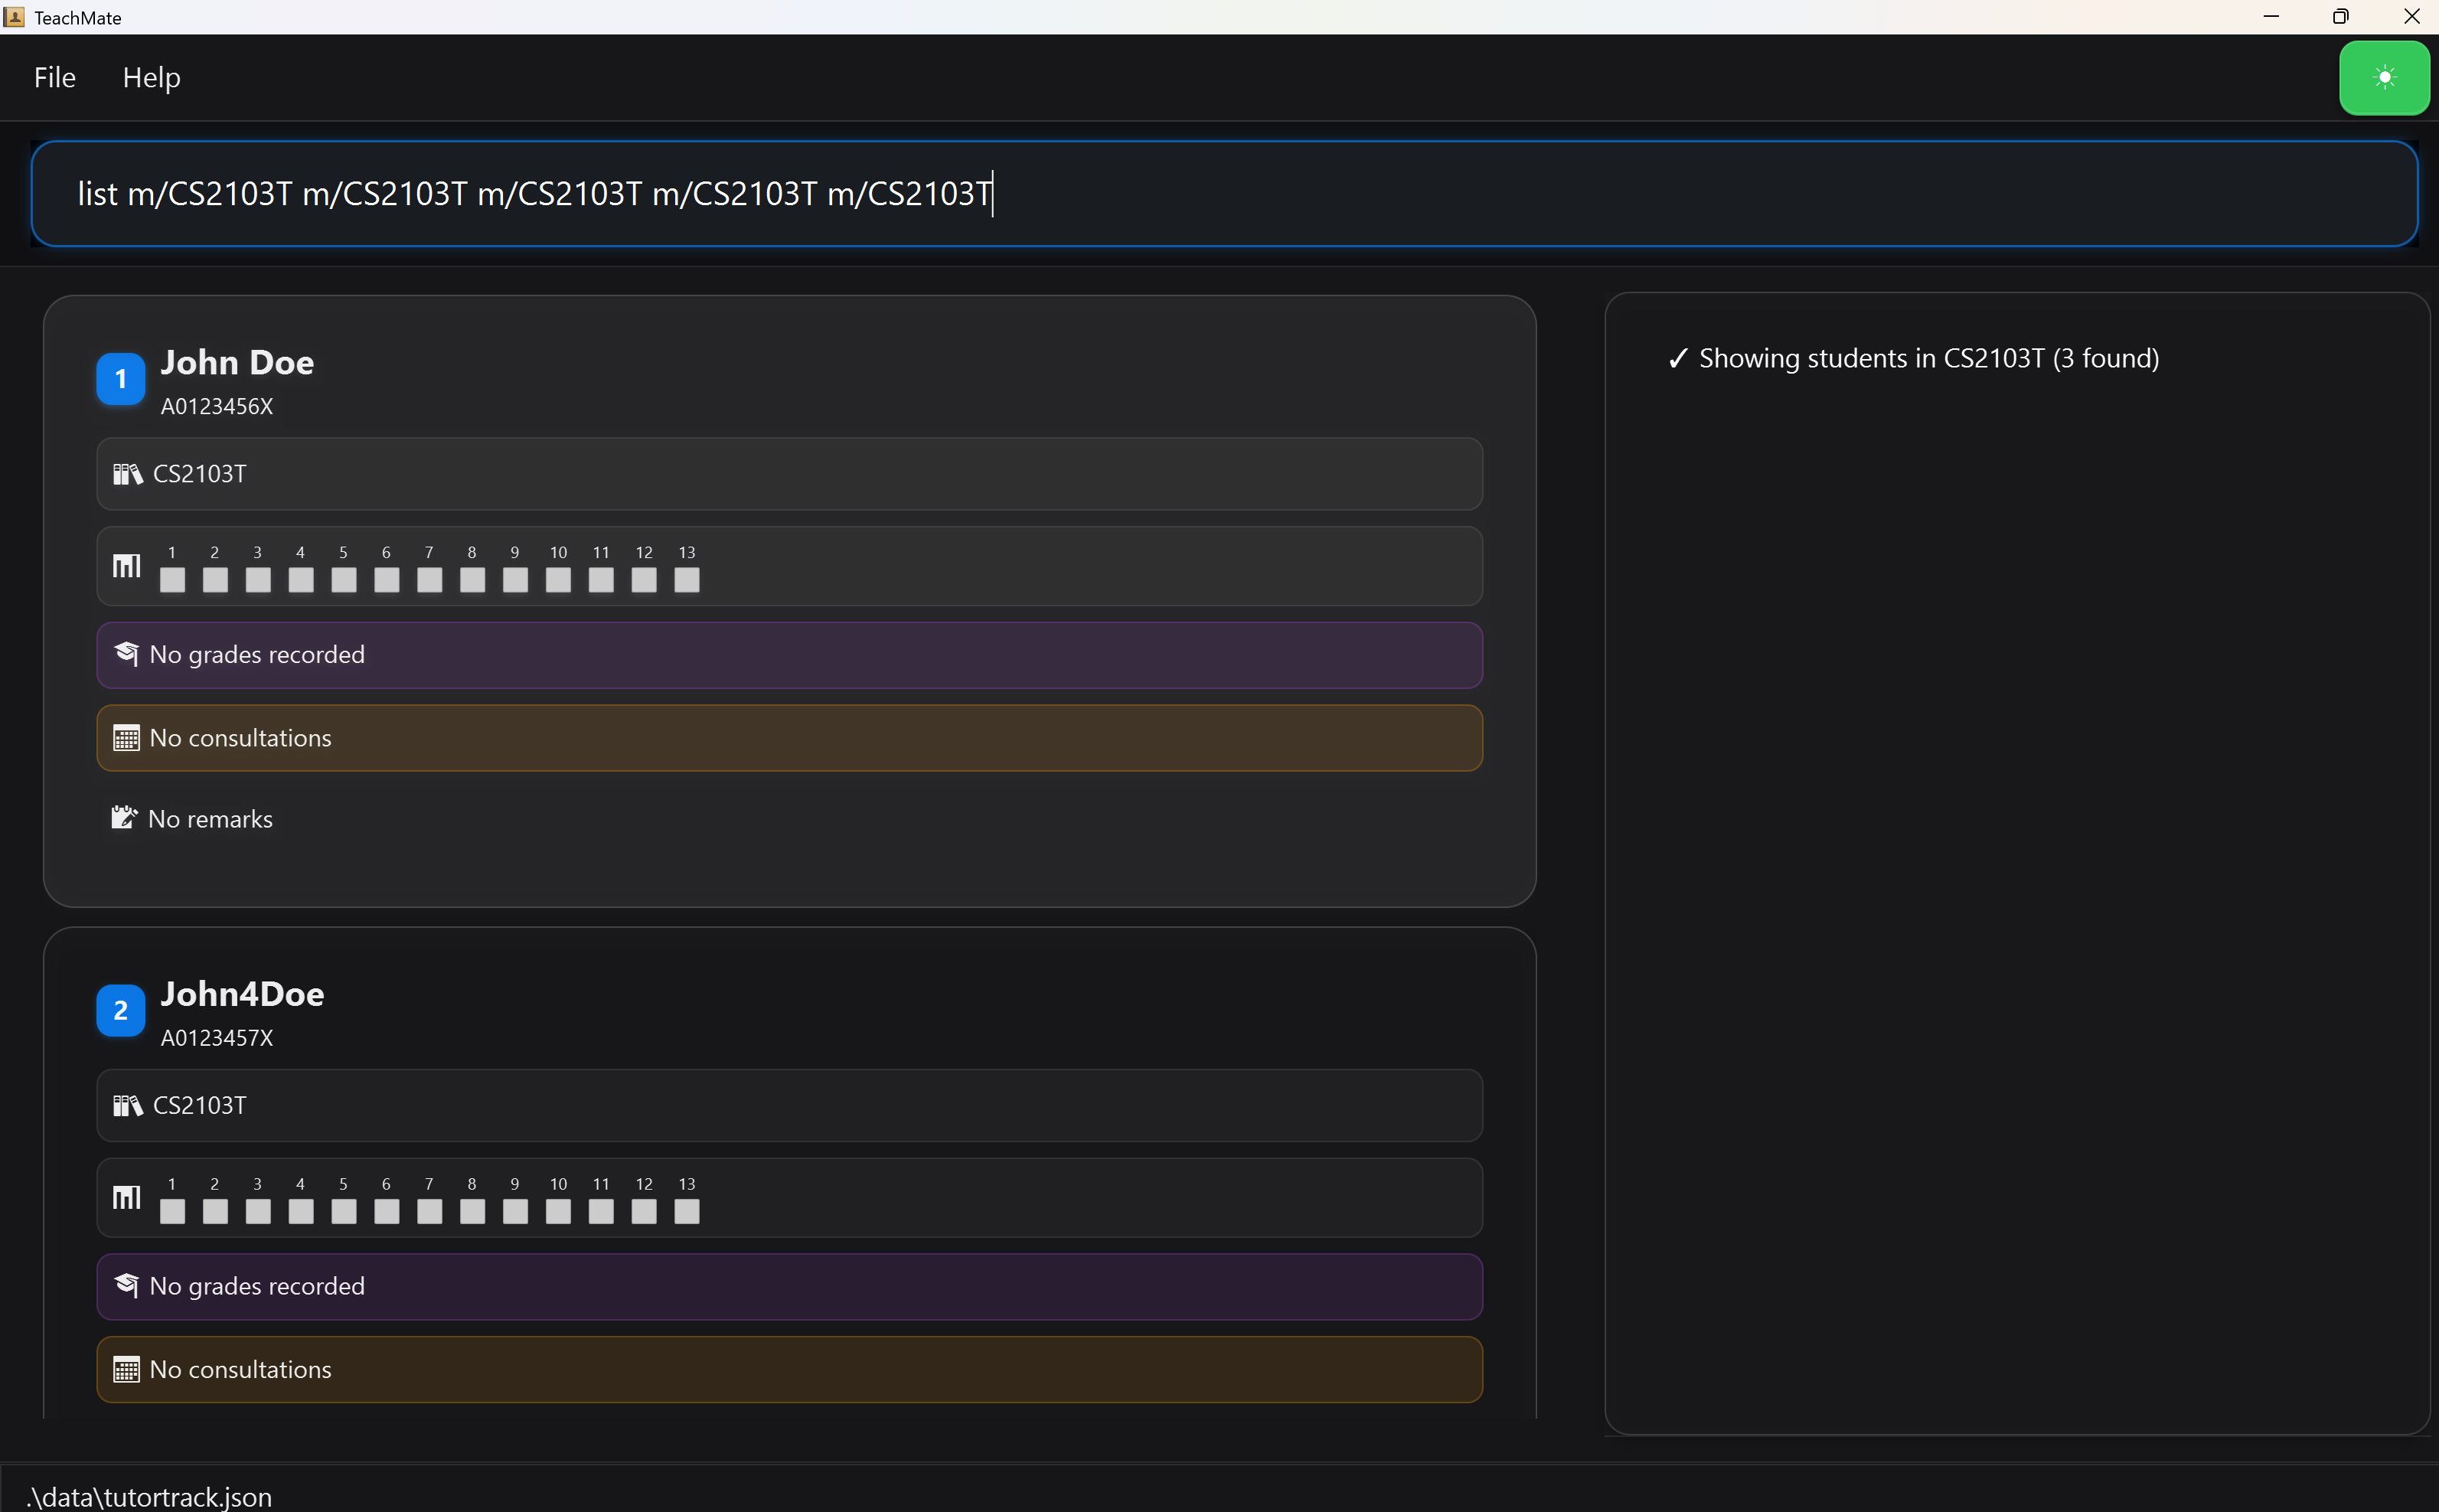 TeachMate
File Help
list m/CS2103T m/CS2103T m/CS2103T m/CS2103T m/CS2103T
1 John Doe
A0123456X
CS2103T
1 2 3 4 5 6 7 8 9 10 11 12 13
No grades recorded
No consultations
No remarks
2 John4Doe
A0123457X
CS2103T
1 2 3 4 5 6 7 8 9 10 11 12 13
No grades recorded
No consultations
✓ Showing students in CS2103T (3 found)
.\data\tutortrack.json